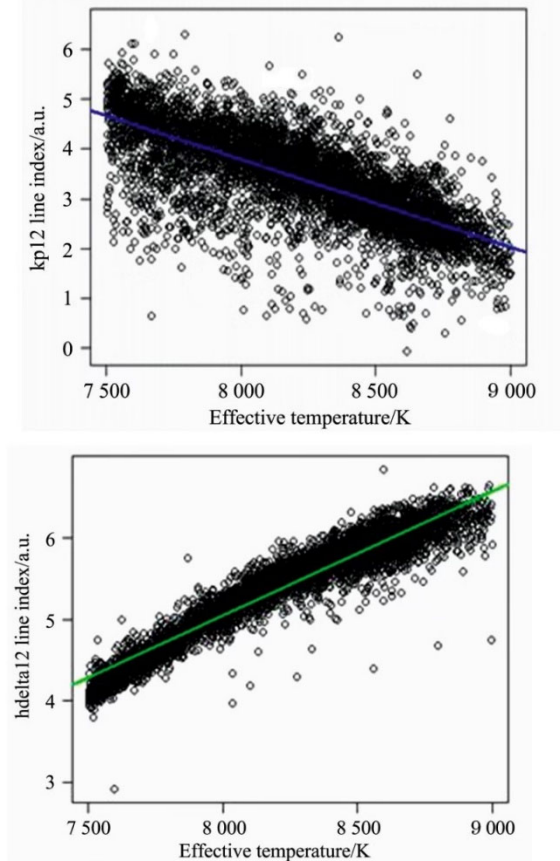 kp12 line index/a.u.
6
5
4
3
2
1
0
7 500 8 000 8 500 9 000
Effective temperature/K
hdelta12 line index/a.u.
6
5
4
3
7 500 8 000 8 500 9 000
Effective temperature/K